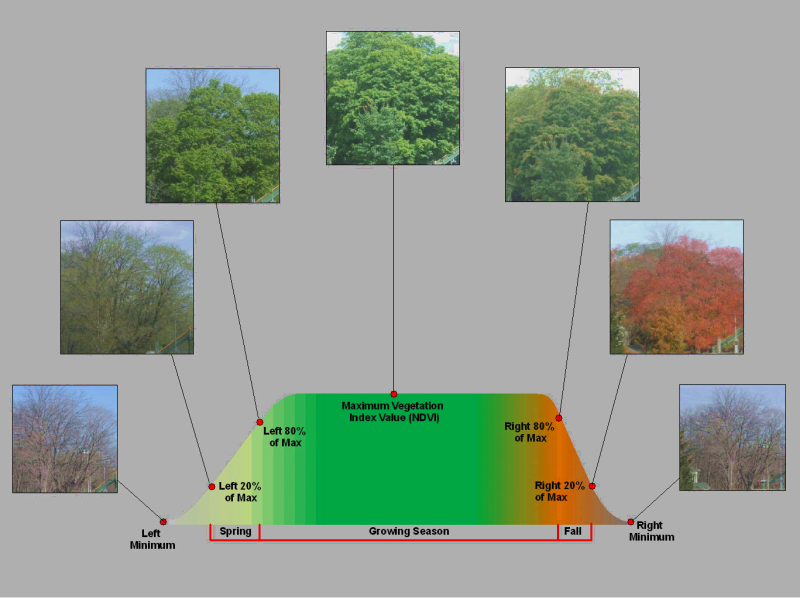 Maximum Vegetation
Index Value (NDVI)
Left 80%
of Max
Right 80%
of Max
Left 20%
of Max
Right 20%
of Max
Left
Minimum
Spring
Growing Season
Fall
Right
Minimum